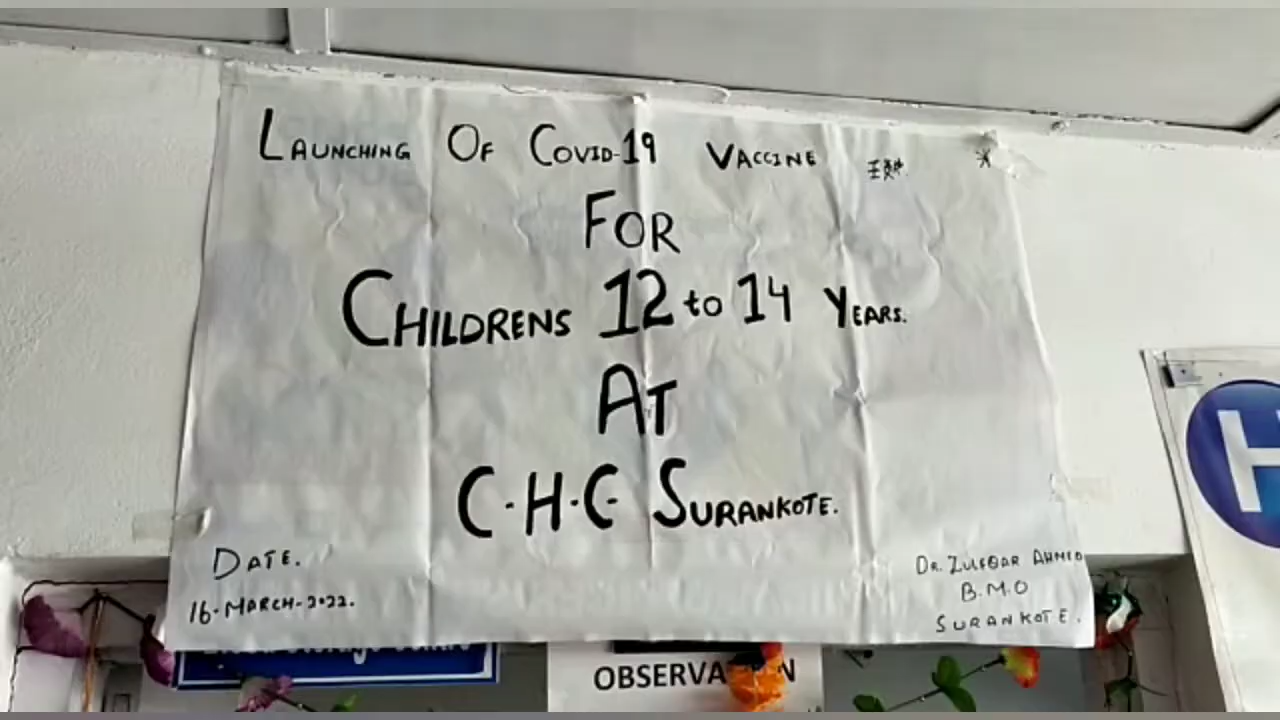 LAUNCHING OF COVID-19 VACCINE
FOR
CHILDRENS 12 to 14 YEARS.
AT
C.H.C. SURANKOTE.
DATE.
16-MARCH-2022.
DR. ZULFQAR AHMED
B.M.O
SURANKOTE.
H